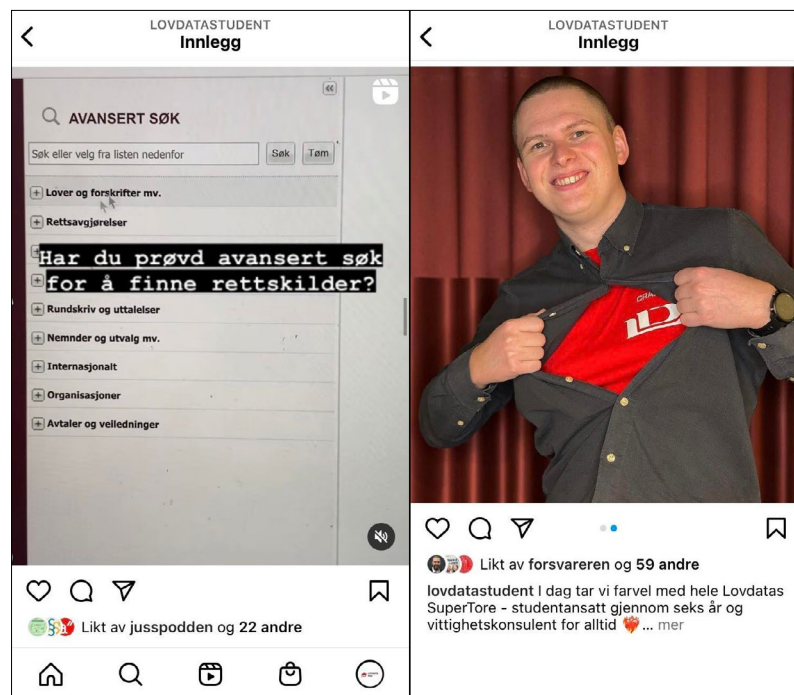 LOVDATASTUDENT
Innlegg
AVANSERT SØK
Søk eller velg fra listen nedenfor
Søk
Tøm
Lover og forskrifter mv.
Rettsavgjørelser
Har du prøvd avansert søk
for å finne rettskilder?
Rundskriv og uttalelser
Nemnder og utvalg mv.
Internasjonalt
Organisasjoner
Avtaler og veiledninger
Likt av jusspodden og 22 andre
LOVDATASTUDENT
Innlegg
LD
Likt av forsvareren og 59 andre
lovdatastudent I dag tar vi farvel med hele Lovdatas
SuperTore - studentansatt gjennom seks år og
vittighetskonsulent for alltid ❤️‍🔥... mer